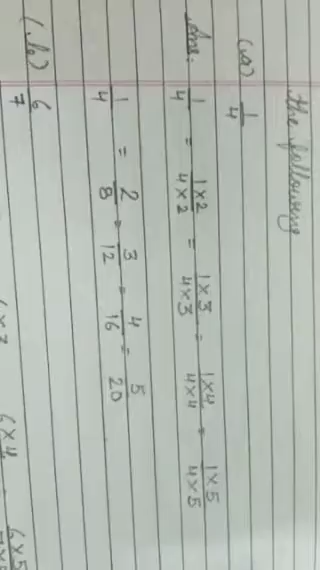 the following
(a) 1/4
Ans: 1/4 = 1×2/4×2 = 1×3/4×3 = 1×4/4×4 = 1×5/4×5
1/4 = 2/8 = 3/12 = 4/16 = 5/20
(b) 6/7
6×4 6×5